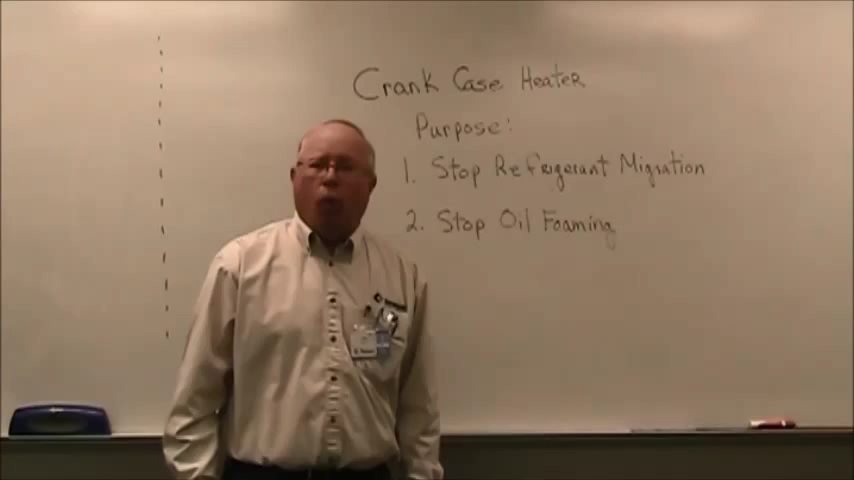 Crank Case Heater
Purpose:
1. Stop Refrigerant Migration
2. Stop Oil Foaming